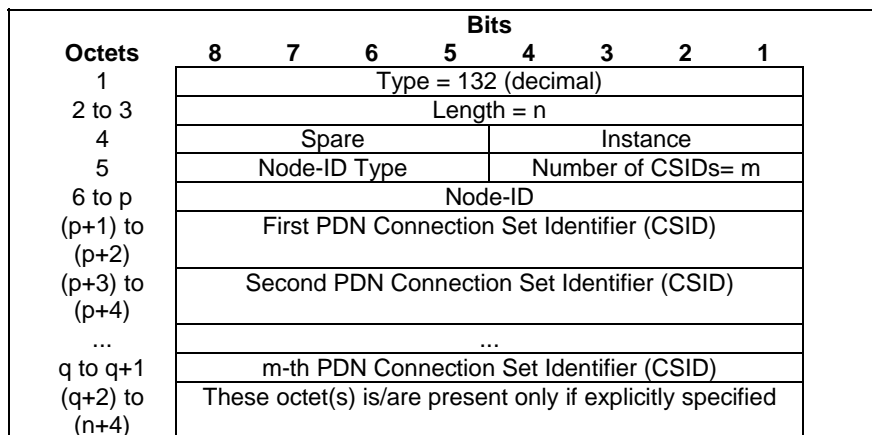 Bits
Octets 8 7 6 5 4 3 2 1
1 Type = 132 (decimal)
2 to 3 Length = n
4 Spare Instance
5 Node-ID Type Number of CSIDs= m
6 to p Node-ID
(p+1) to First PDN Connection Set Identifier (CSID)
(p+2)
(p+3) to Second PDN Connection Set Identifier (CSID)
(p+4)
... ...
q to q+1 m-th PDN Connection Set Identifier (CSID)
(q+2) to These octet(s) is/are present only if explicitly specified
(n+4)